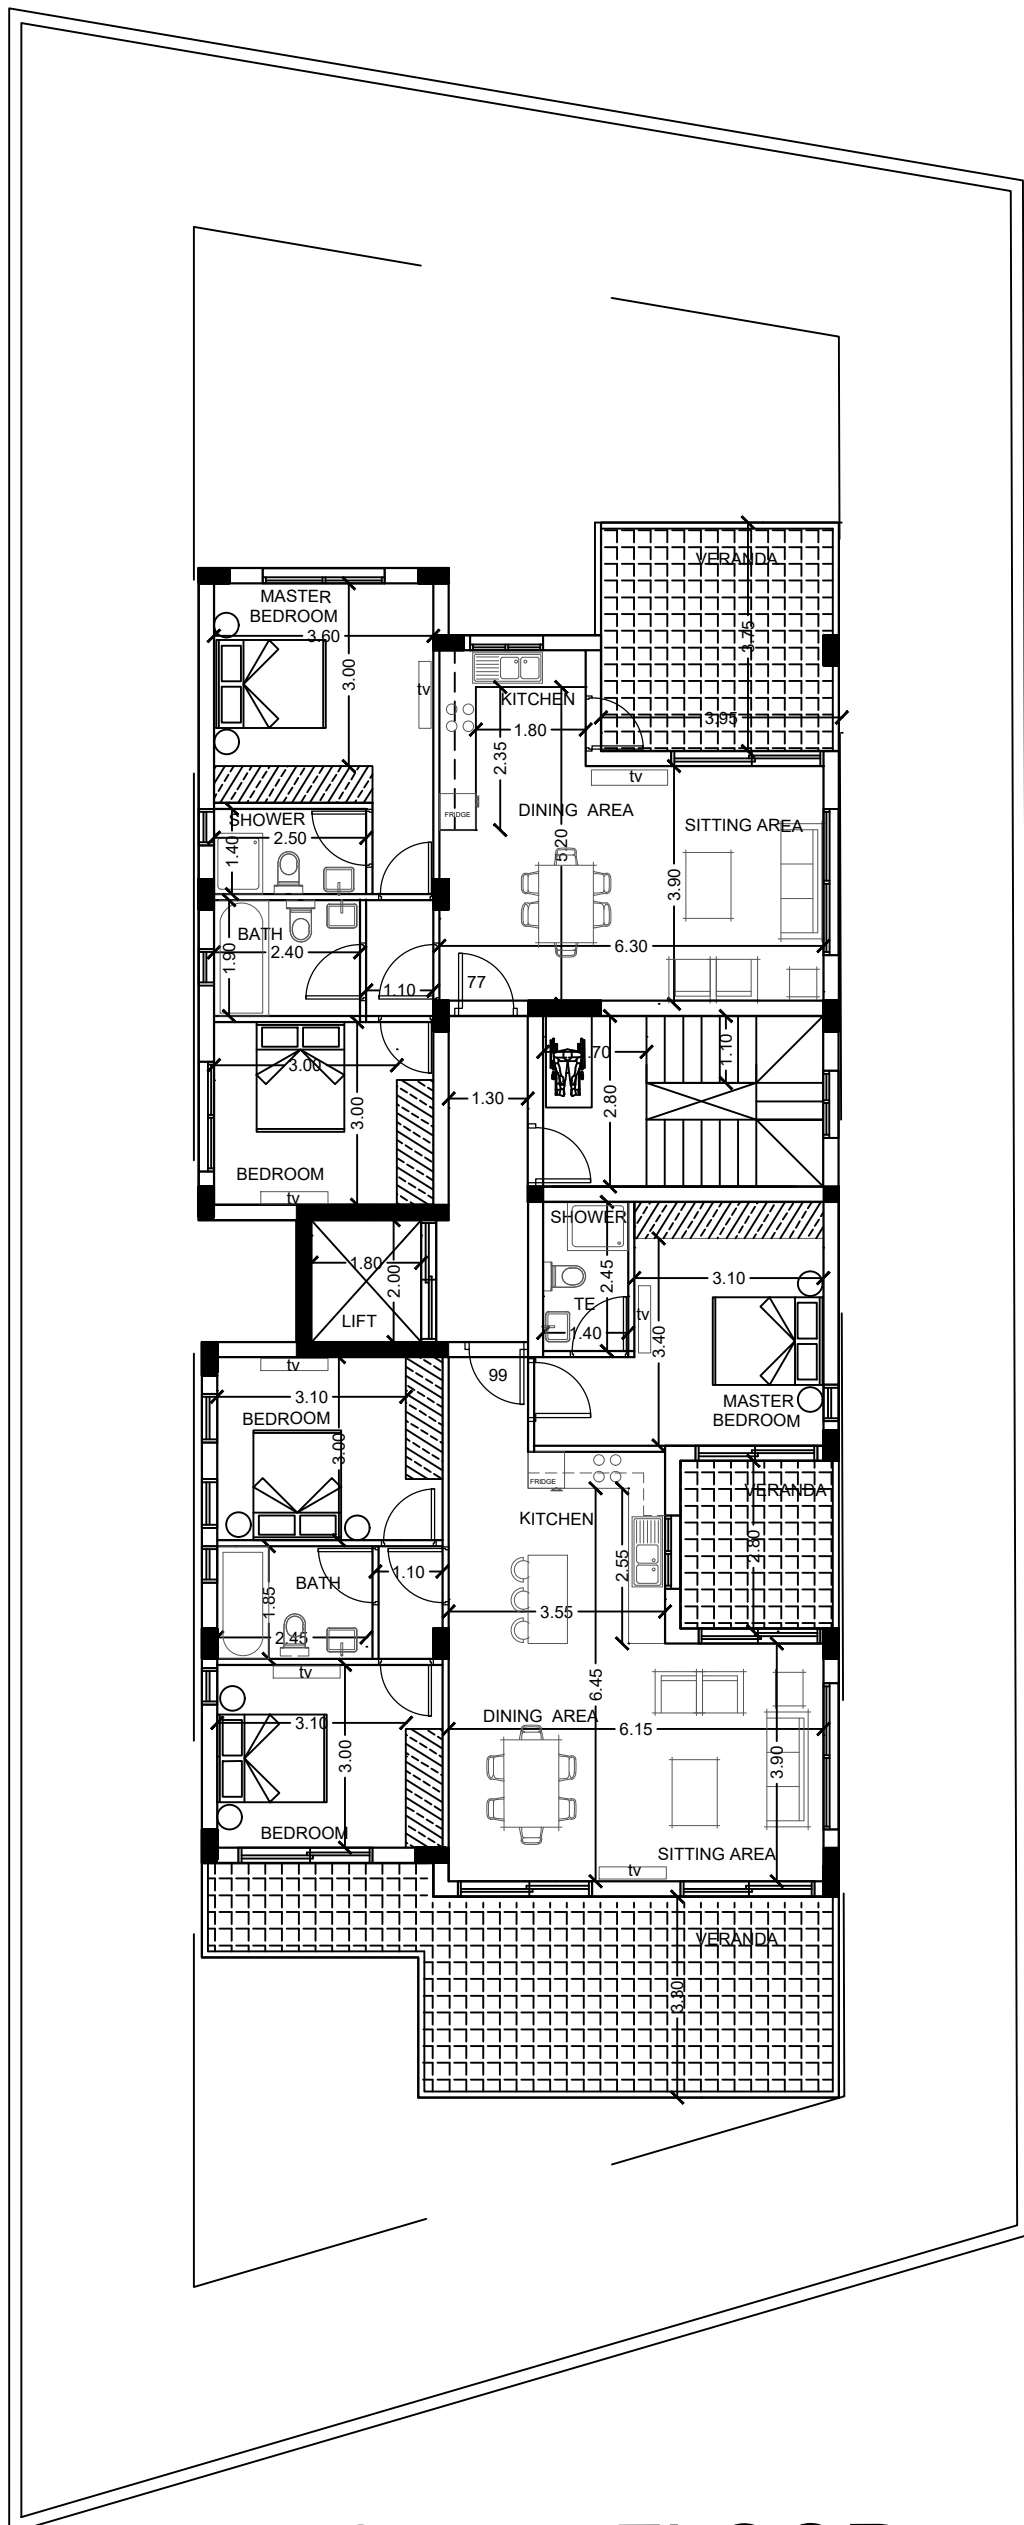 VERANDA
3.75
3.95
MASTER
BEDROOM
3.60
3.00
tv
KITCHEN
1.80
2.35
FRIDGE
tv
DINING AREA
SITTING AREA
5.20
3.90
6.30
SHOWER
2.50
1.40
BATH
2.40
1.90
1.10
77
3.00
3.00
BEDROOM
tv
1.30
.70
2.80
1.10
1.80
2.00
LIFT
SHOWER
2.45
TE
1.40
tv
3.10
3.40
MASTER
BEDROOM
99
tv
3.10
BEDROOM
3.00
FRIDGE
KITCHEN
2.55
3.55
VERANDA
2.80
BATH
1.10
1.85
2.45
tv
3.10
3.00
BEDROOM
6.45
DINING AREA
6.15
3.90
SITTING AREA
tv
VERANDA
3.30